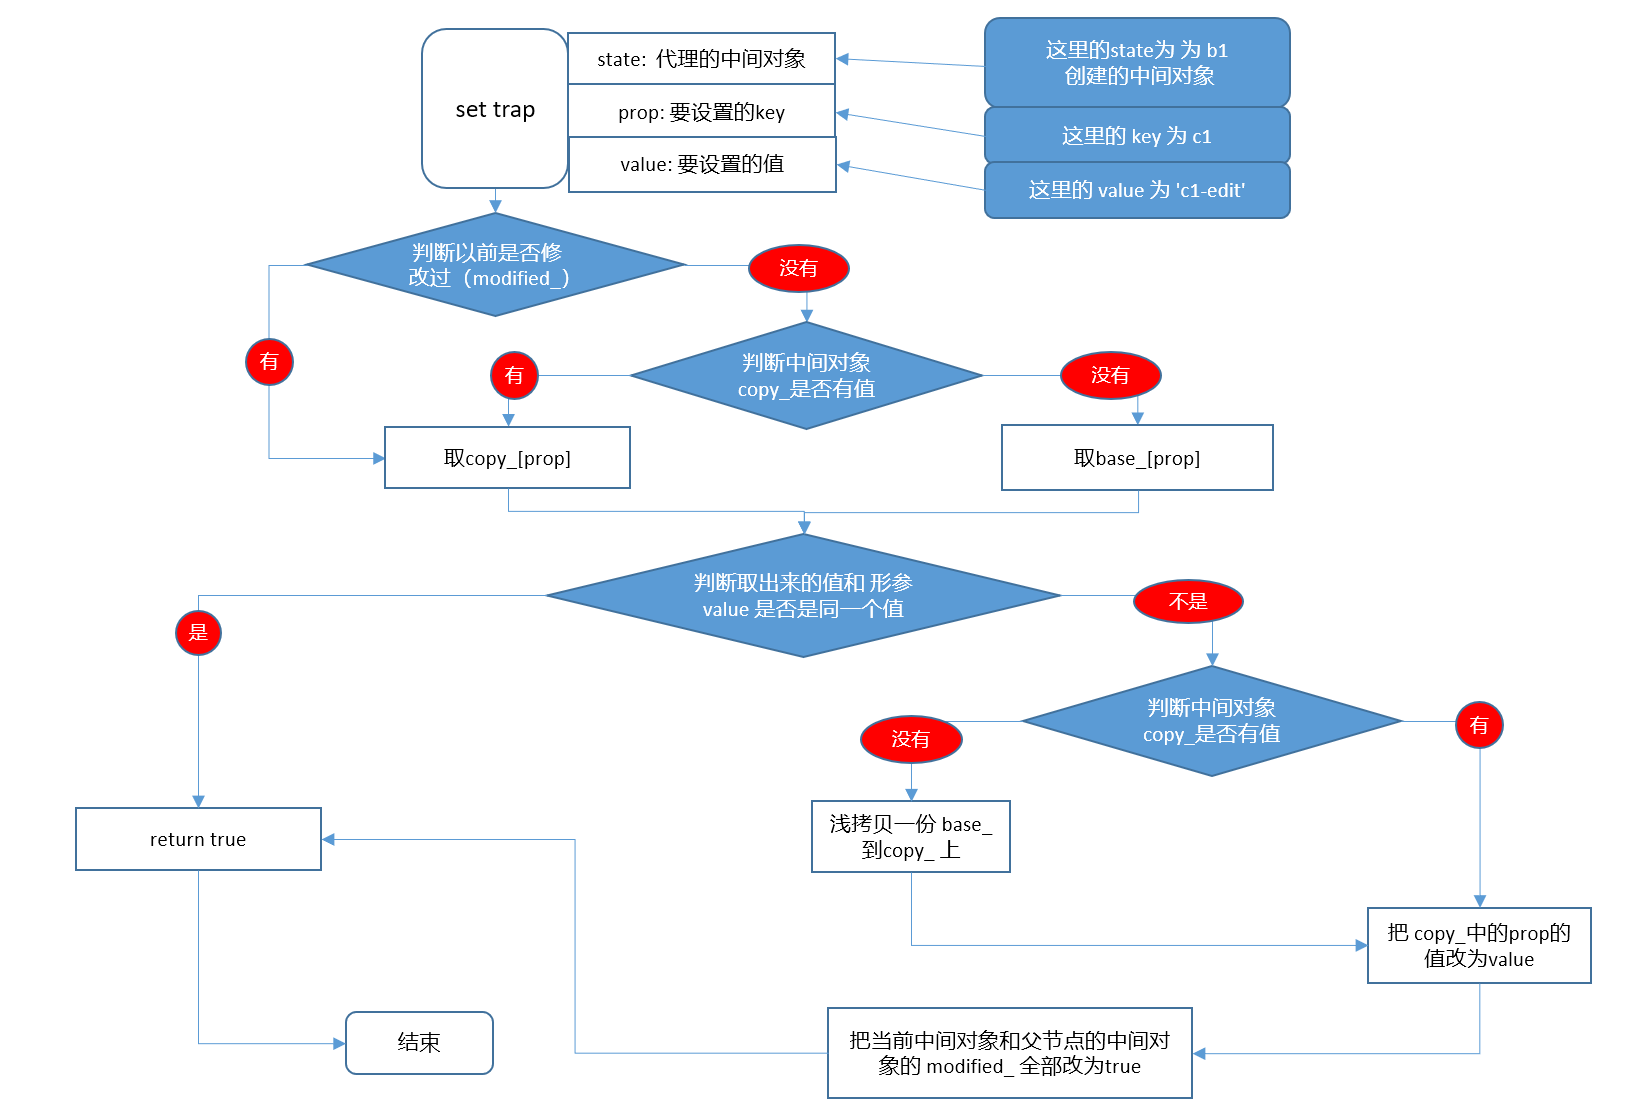 set trap
state: 代理的中间对象
prop: 要设置的key
value: 要设置的值
这里的state为 为 b1
创建的中间对象
这里的 key 为 c1
这里的 value 为 'c1-edit'
判断以前是否修
改过（modified_）
没有
有
判断中间对象
copy_是否有值
有
没有
取copy_[prop]
取base_[prop]
判断取出来的值和 形参
value 是否是同一个值
是
不是
判断中间对象
copy_是否有值
没有
有
浅拷贝一份 base_
到copy_ 上
return true
把 copy_中的prop的
值改为value
把当前中间对象和父节点的中间对
象的 modified_ 全部改为true
结束